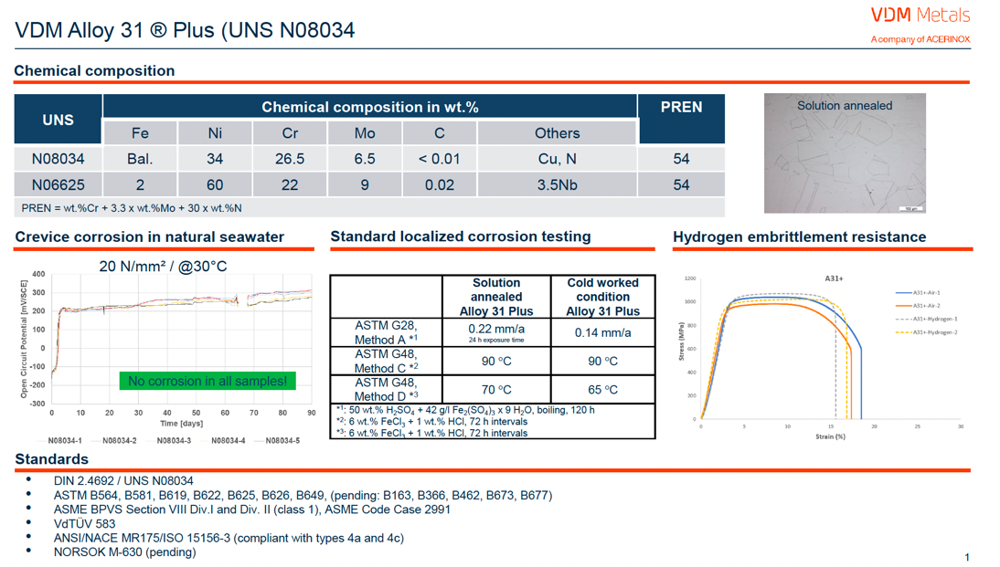 VDM Alloy 31 ® Plus (UNS N08034
VDM Metals
A company of ACERINOX
Chemical composition
UNS Chemical composition in wt.% PREN
Fe Ni Cr Mo C Others
N08034 Bal. 34 26.5 6.5 < 0.01 Cu, N 54
N06625 2 60 22 9 0.02 3.5Nb 54
PREN = wt.%Cr + 3.3 x wt.%Mo + 30 x wt.%N
Solution annealed
100 µm
Crevice corrosion in natural seawater
20 N/mm² / @30°C
Open Circuit Potential [mV/SCE]
400
300
200
100
0
-100
-200
-300
No corrosion in all samples!
0 10 20 30 40 50 60 70 80 90
Time [days]
N08034-1 N08034-2 N08034-3 N08034-4 N08034-5
Standard localized corrosion testing
Solution annealed Alloy 31 Plus
Cold worked condition Alloy 31 Plus
ASTM G28, Method A *1 0.22 mm/a 0.14 mm/a
24 h exposure time
ASTM G48, Method C *2 90 °C 90 °C
ASTM G48, Method D *3 70 °C 65 °C
*1: 50 wt.% H2SO4 + 42 g/l Fe2(SO4)3 x 9 H2O, boiling, 120 h
*2: 6 wt.% FeCl3 + 1 wt.% HCl, 72 h intervals
*3: 6 wt.% FeCl3 + 1 wt.% HCl, 72 h intervals
Hydrogen embrittlement resistance
A31+
Stress (MPa)
1200
1000
800
600
400
200
0
0 5 10 15 20 25 30
Strain (%)
A31+-Air-1
A31+-Air-2
A31+-Hydrogen-1
A31+-Hydrogen-2
Standards
• DIN 2.4692 / UNS N08034
• ASTM B564, B581, B619, B622, B625, B626, B649, (pending: B163, B366, B462, B673, B677)
• ASME BPVS Section VIII Div.I and Div. II (class 1), ASME Code Case 2991
• VdTÜV 583
• ANSI/NACE MR175/ISO 15156-3 (compliant with types 4a and 4c)
• NORSOK M-630 (pending)
1